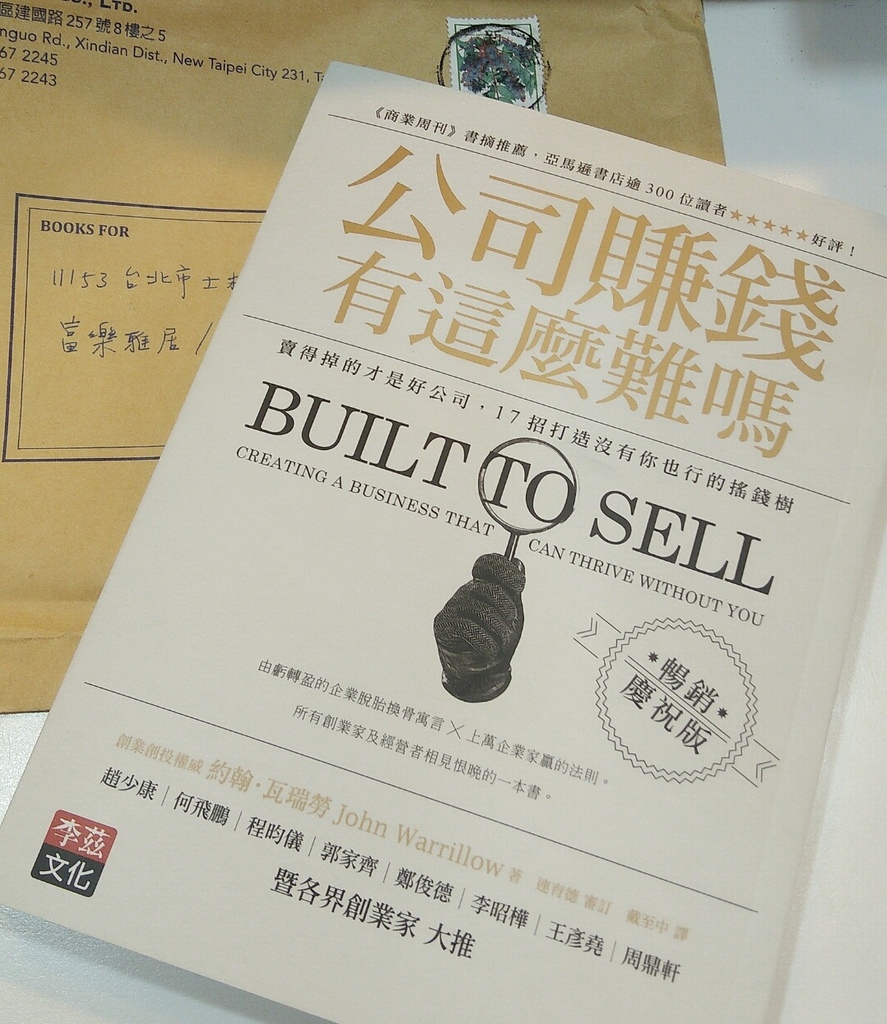 LTD.
區建國路257號8樓之5
nguo Rd., Xindian Dist., New Taipei City 231,
67 2245
67 2243
BOOKS FOR
11153 台北市士
富樂雅居
《商業周刊》書摘推薦，亞馬遜書店逾300位讀者★★★★★好評！
公司賺錢
有這麼難嗎
賣得掉的才是好公司，17招打造沒有你也行的搖錢樹
BUILT TO SELL
CREATING A BUSINESS THAT CAN THRIVE WITHOUT YOU
暢銷
慶祝版
由虧轉盈的企業脫胎換骨寓言╳上萬企業家贏的法則。
所有創業家及經營者相見恨晚的一本書。
創業創投權威 約翰·瓦瑞勞 John Warrillow 著 連育德 審訂 戴至中 譯
趙少康｜何飛鵬｜程昀儀｜郭家齊｜鄭俊德｜李昭樺｜王彥堯｜周鼎軒
暨各界創業家 大推
李茲
文化